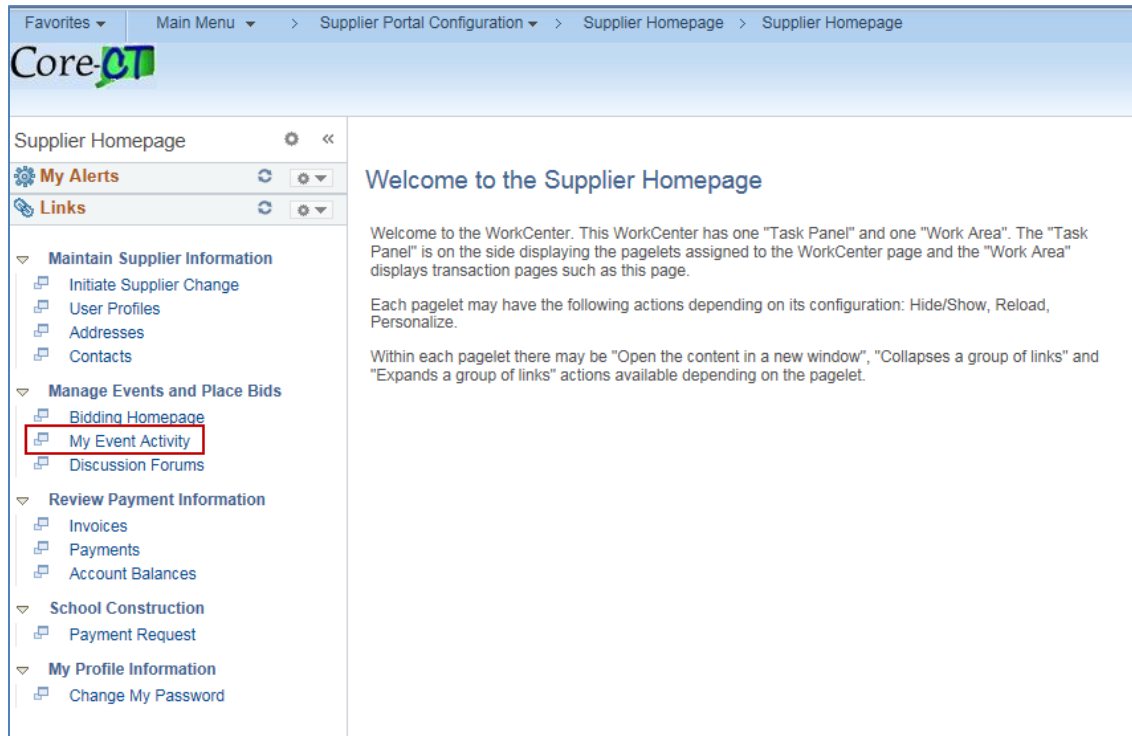 Favorites Main Menu > Supplier Portal Configuration > Supplier Homepage > Supplier Homepage
Core-CT
Supplier Homepage «
My Alerts
Links
Maintain Supplier Information
Initiate Supplier Change
User Profiles
Addresses
Contacts
Manage Events and Place Bids
Bidding Homepage
My Event Activity
Discussion Forums
Review Payment Information
Invoices
Payments
Account Balances
School Construction
Payment Request
My Profile Information
Change My Password
Welcome to the Supplier Homepage
Welcome to the WorkCenter. This WorkCenter has one "Task Panel" and one "Work Area". The "Task
Panel" is on the side displaying the pagelets assigned to the WorkCenter page and the "Work Area"
displays transaction pages such as this page.
Each pagelet may have the following actions depending on its configuration: Hide/Show, Reload,
Personalize.
Within each pagelet there may be "Open the content in a new window", "Collapses a group of links" and
"Expands a group of links" actions available depending on the pagelet.